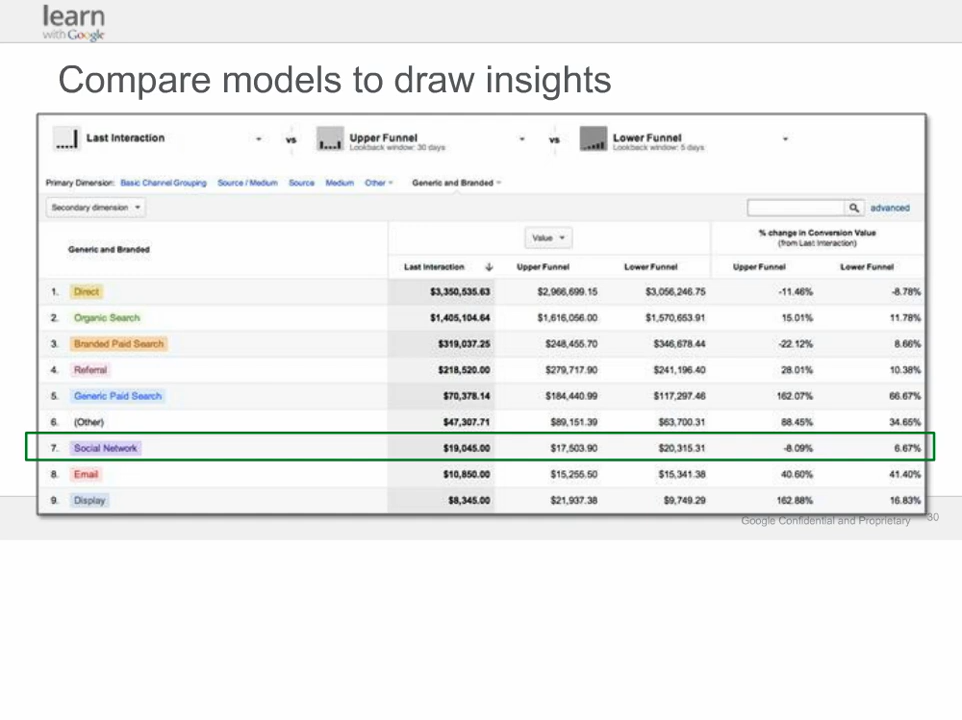 learn
with Google
Compare models to draw insights
Last Interaction vs Upper Funnel vs Lower Funnel
Lookback window: 30 days Lookback window: 5 days
Primary Dimension: Basic Channel Grouping Source / Medium Source Medium Other Generic and Branded
Secondary dimension advanced
Generic and Branded Value % change in Conversion Value
(from Last Interaction)
Last Interaction Upper Funnel Lower Funnel Upper Funnel Lower Funnel
1. Direct $3,350,535.63 $2,966,699.15 $3,056,246.75 -11.46% -8.78%
2. Organic Search $1,405,104.64 $1,616,056.00 $1,570,653.91 15.01% 11.78%
3. Branded Paid Search $319,037.25 $248,455.70 $346,678.44 -22.12% 8.66%
4. Referral $218,520.00 $279,717.90 $241,196.40 28.01% 10.38%
5. Generic Paid Search $70,378.14 $184,440.99 $117,297.46 162.07% 66.67%
6. (Other) $47,307.71 $89,151.39 $63,700.31 88.45% 34.65%
7. Social Network $19,045.00 $17,503.90 $20,315.31 -8.09% 6.67%
8. Email $10,850.00 $15,255.50 $15,341.38 40.60% 41.40%
9. Display $8,345.00 $21,937.38 $9,749.29 162.88% 16.83%
Google Confidential and Proprietary 30